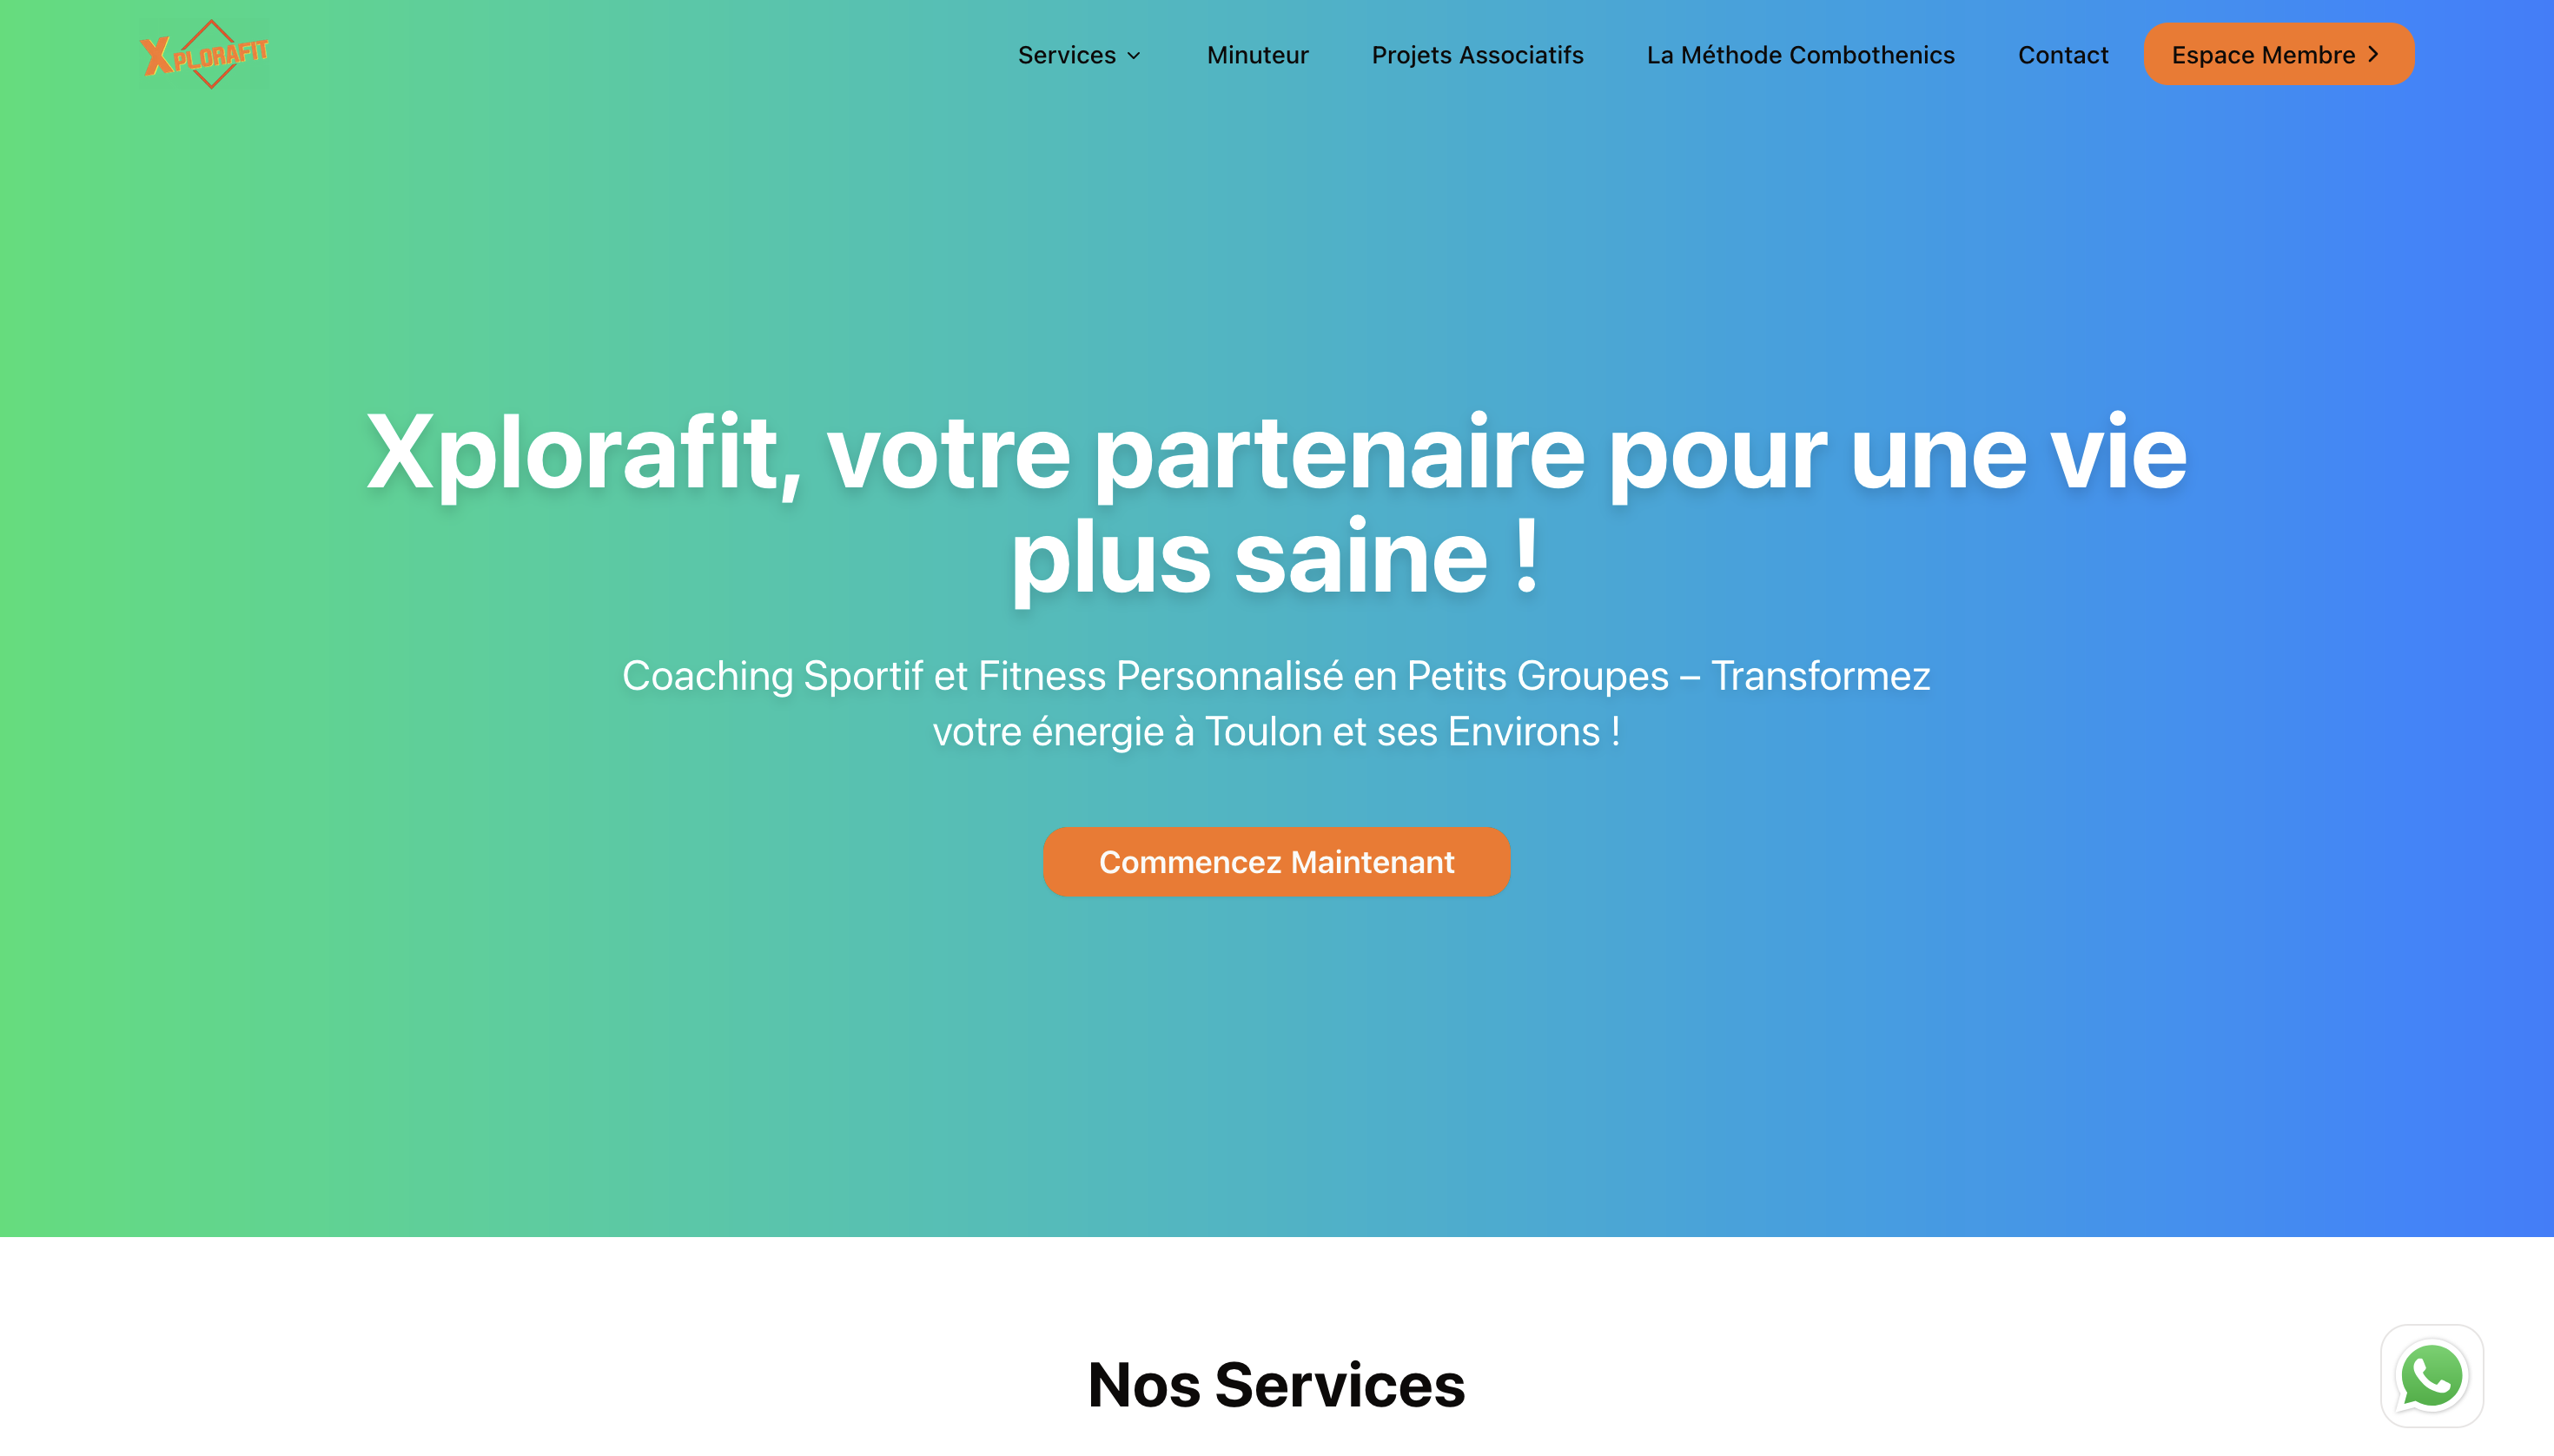 XPLORAFIT
Services
Minuteur
Projets Associatifs
La Méthode Combothenics
Contact
Espace Membre
Xplorafit, votre partenaire pour une vie
plus saine !
Coaching Sportif et Fitness Personnalisé en Petits Groupes – Transformez
votre énergie à Toulon et ses Environs !
Commencez Maintenant
Nos Services